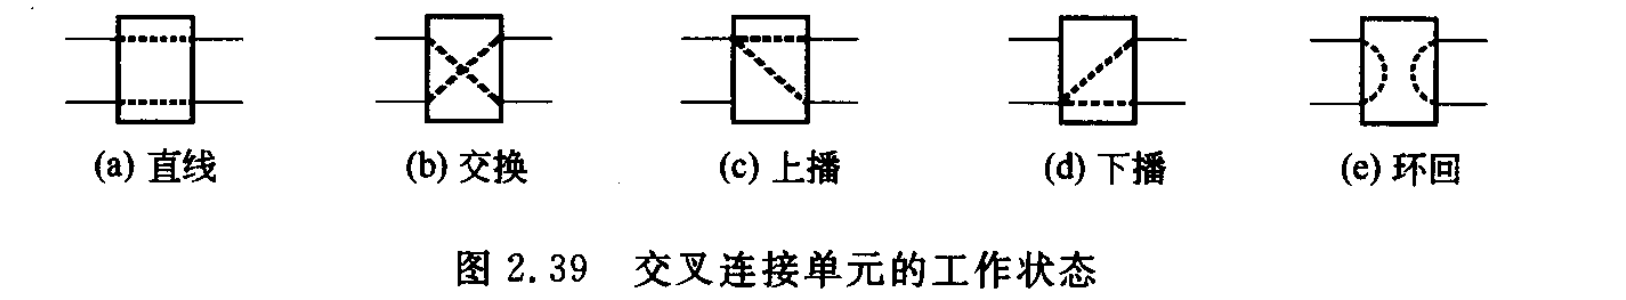 (a) 直线 (b) 交换 (c) 上播 (d) 下播 (e) 环回
图 2.39 交叉连接单元的工作状态